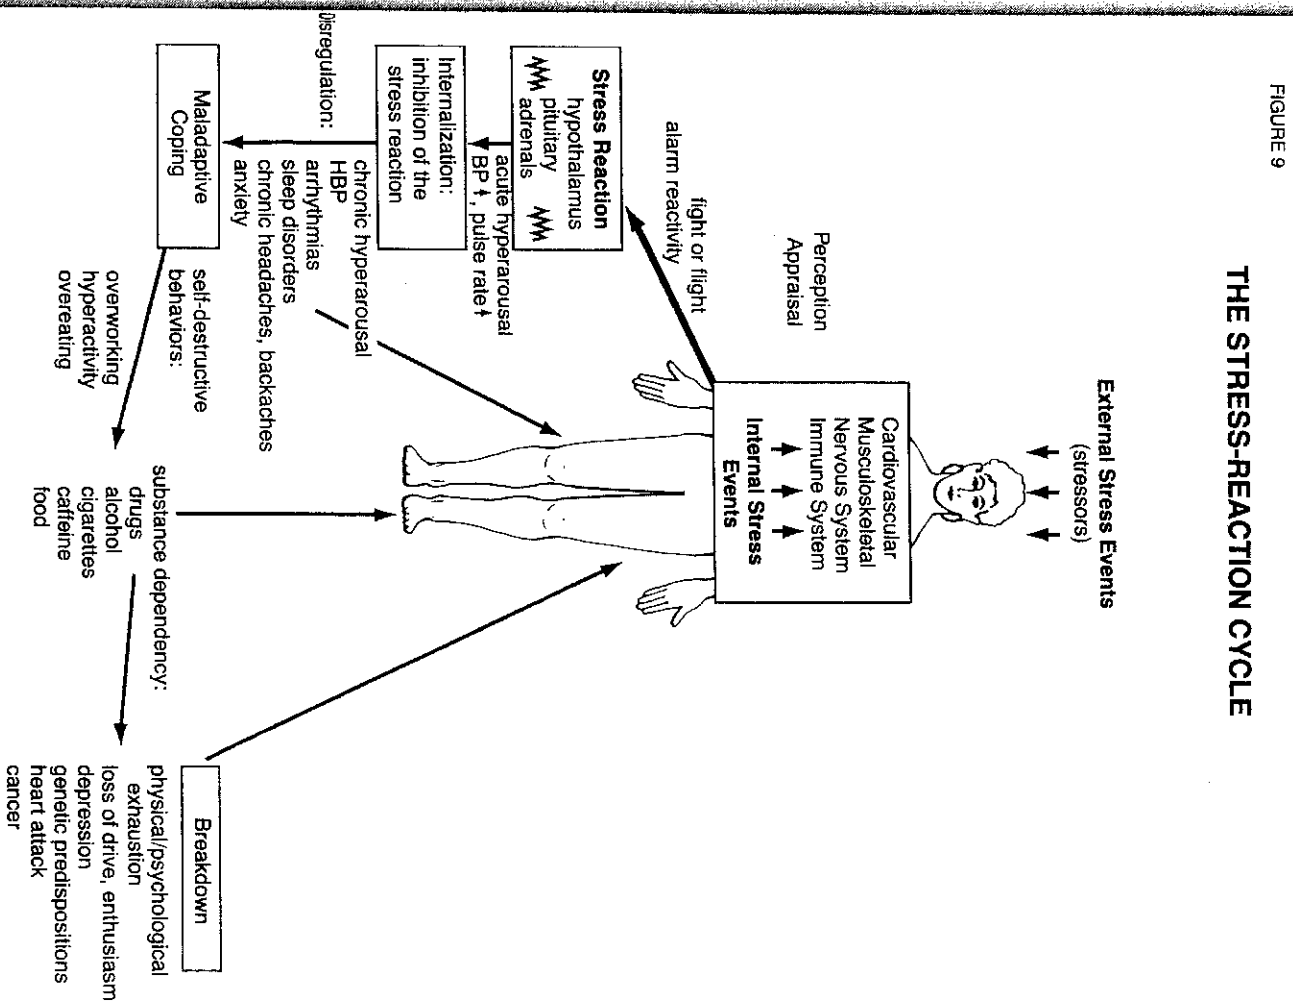 FIGURE 9
THE STRESS-REACTION CYCLE
External Stress Events
(stressors)
Cardiovascular
Musculoskeletal
Nervous System
Immune System
Internal Stress
Events
Perception
Appraisal
fight or flight
alarm reactivity
Stress Reaction
hypothalamus
pituitary
adrenals
acute hyperarousal
BP↑, pulse rate↑
Internalization:
inhibition of the
stress reaction
Disregulation:
chronic hyperarousal
HBP
arrhythmias
sleep disorders
chronic headaches, backaches
anxiety
Maladaptive
Coping
self-destructive
behaviors:
overworking
hyperactivity
overeating
substance dependency:
drugs
alcohol
cigarettes
caffeine
food
Breakdown
physical/psychological
exhaustion
loss of drive, enthusiasm
depression
genetic predispositions
heart attack
cancer